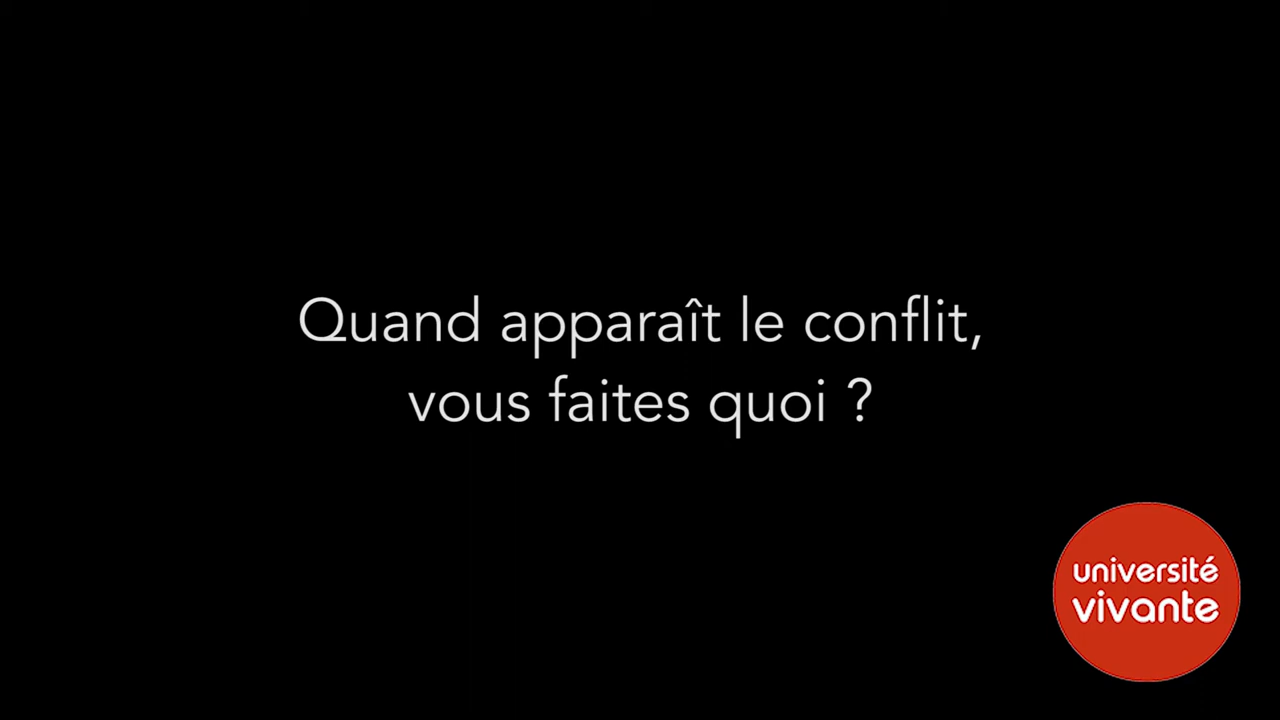 Quand apparaît le conflit,
vous faites quoi ?
université
vivante